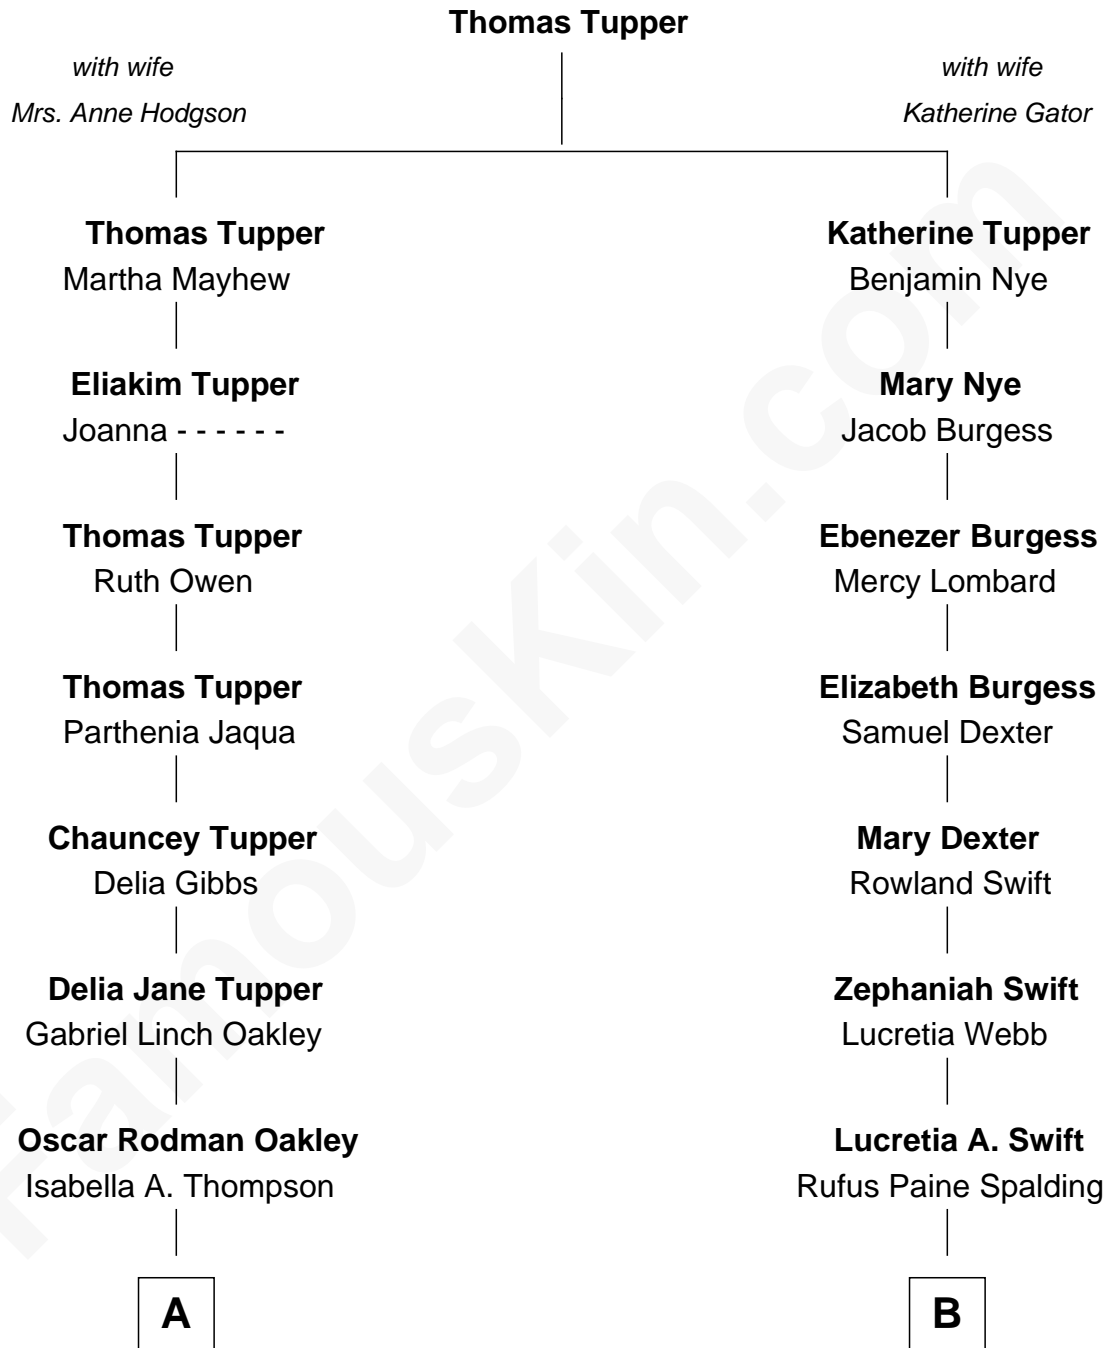 Thomas Tupper
with wife
Mrs. Anne Hodgson
with wife
Katherine Gator
Thomas Tupper
Martha Mayhew
Katherine Tupper
Benjamin Nye
Eliakim Tupper
Joanna - - - - - -
Mary Nye
Jacob Burgess
Thomas Tupper
Ruth Owen
Ebenezer Burgess
Mercy Lombard
Thomas Tupper
Parthenia Jaqua
Elizabeth Burgess
Samuel Dexter
Chauncey Tupper
Delia Gibbs
Mary Dexter
Rowland Swift
Delia Jane Tupper
Gabriel Linch Oakley
Zephaniah Swift
Lucretia Webb
Oscar Rodman Oakley
Isabella A. Thompson
Lucretia A. Swift
Rufus Paine Spalding
A
B
FamousKin.com